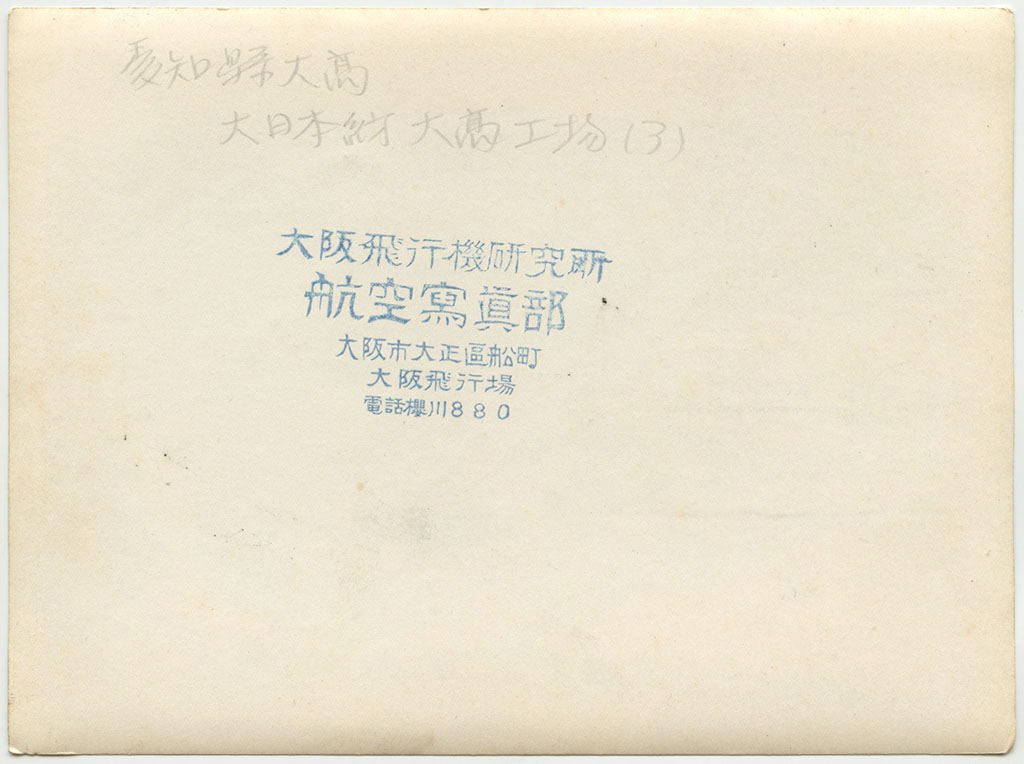 愛知縣大髙
大日本紡 大髙工場(3)
大阪飛行機研究所
航空寫眞部
大阪市大正區船町
大阪飛行場
電話櫻川880